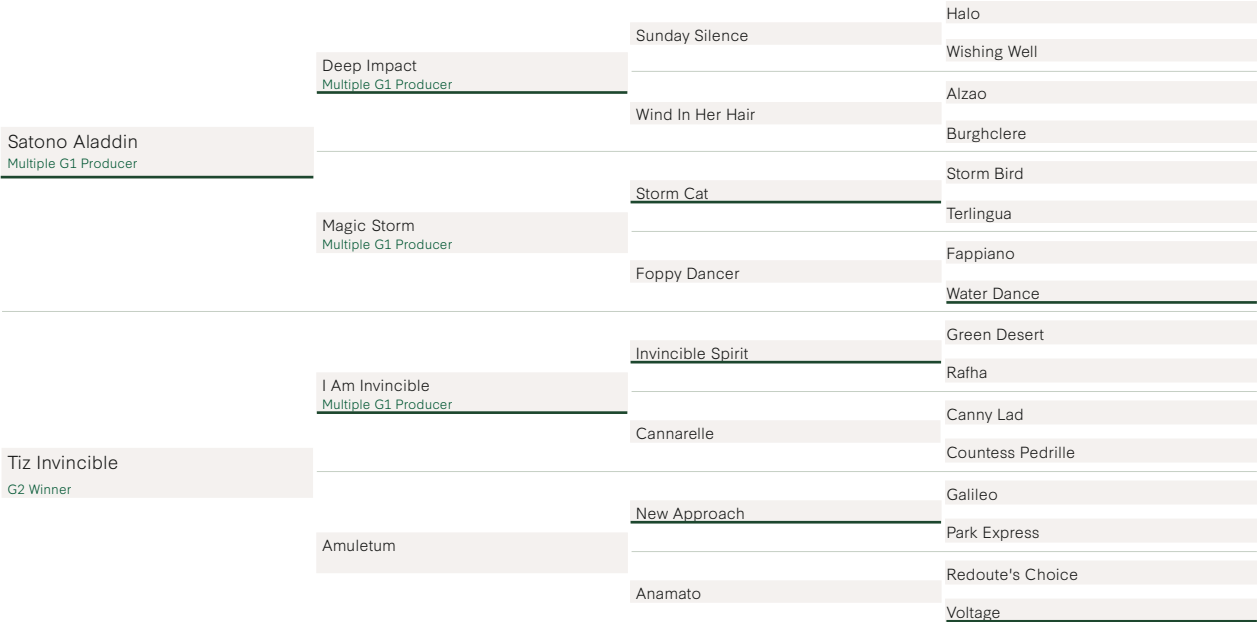 Satono Aladdin
Multiple G1 Producer
Tiz Invincible
G2 Winner
Deep Impact
Multiple G1 Producer
Magic Storm
Multiple G1 Producer
I Am Invincible
Multiple G1 Producer
Amuletum
Sunday Silence
Wind In Her Hair
Storm Cat
Foppy Dancer
Invincible Spirit
Cannarelle
New Approach
Anamato
Halo
Wishing Well
Alzao
Burghclere
Storm Bird
Terlingua
Fappiano
Water Dance
Green Desert
Rafha
Canny Lad
Countess Pedrille
Galileo
Park Express
Redoute's Choice
Voltage